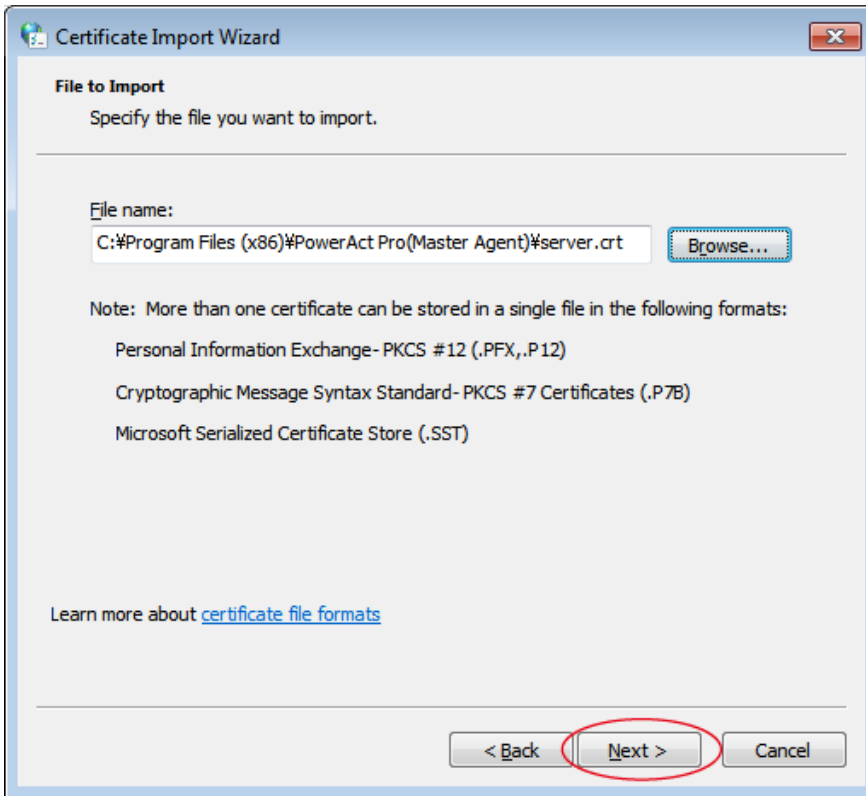 Certificate Import Wizard
File to Import
Specify the file you want to import.
File name:
C:¥Program Files (x86)¥PowerAct Pro(Master Agent)¥server.crt
Browse...
Note: More than one certificate can be stored in a single file in the following formats:
Personal Information Exchange- PKCS #12 (.PFX,.P12)
Cryptographic Message Syntax Standard- PKCS #7 Certificates (.P7B)
Microsoft Serialized Certificate Store (.SST)
Learn more about certificate file formats
< Back
Next >
Cancel